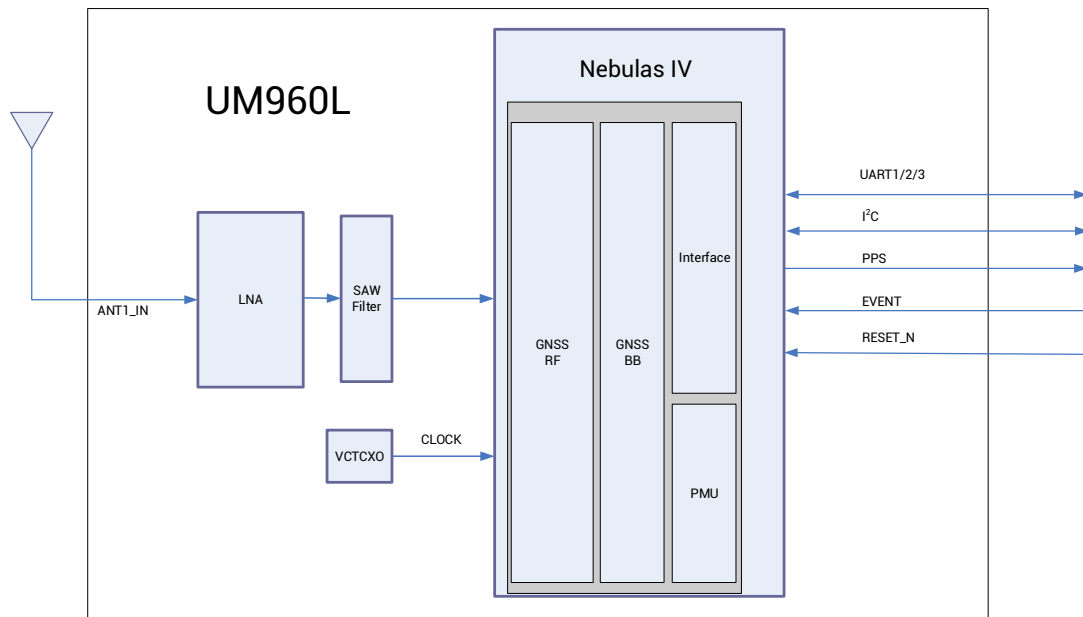 Nebulas IV
UM960L
UART1/2/3
I²C
PPS
EVENT
RESET_N
ANT1_IN
LNA
SAW
Filter
GNSS
RF
GNSS
BB
Interface
PMU
VCTCXO
CLOCK